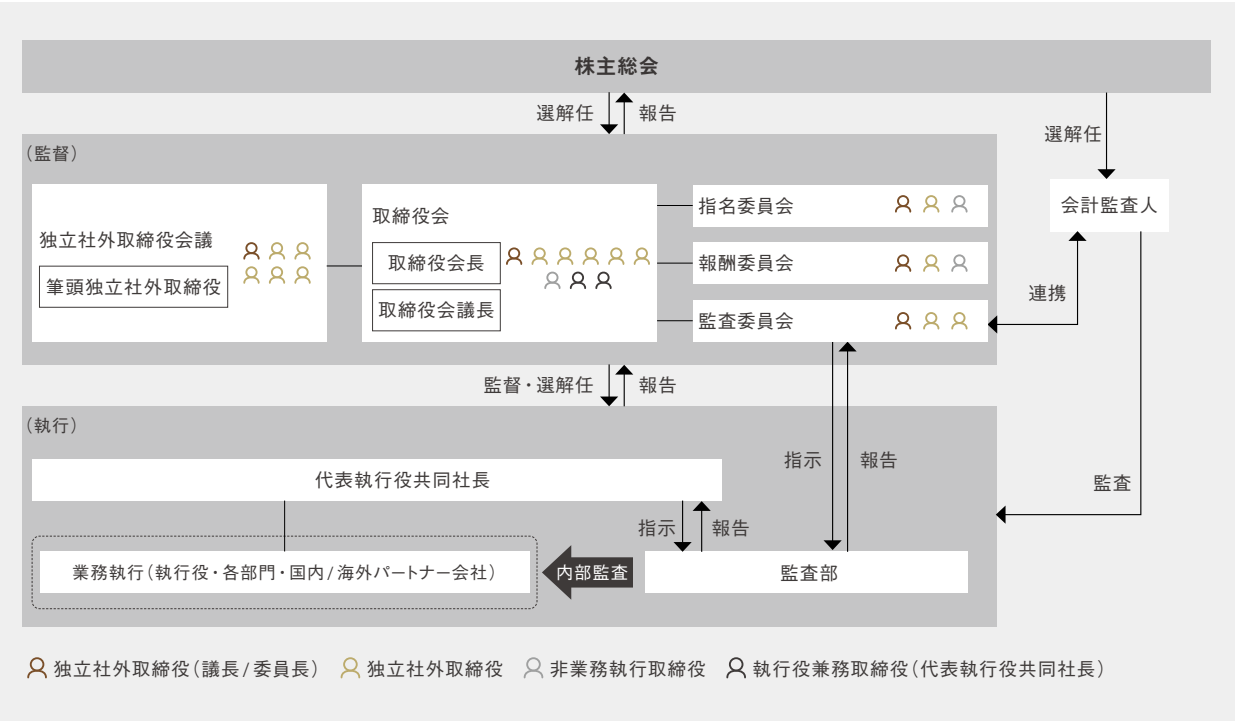 株主総会
選解任
報告
選解任
(監督)
独立社外取締役会議
筆頭独立社外取締役
取締役会
取締役会長
取締役会議長
指名委員会
報酬委員会
監査委員会
会計監査人
連携
監督・選解任
報告
(執行)
代表執行役共同社長
指示
報告
監査
指示
報告
業務執行(執行役・各部門・国内/海外パートナー会社)
内部監査
監査部
独立社外取締役(議長/委員長)
独立社外取締役
非業務執行取締役
執行役兼務取締役(代表執行役共同社長)